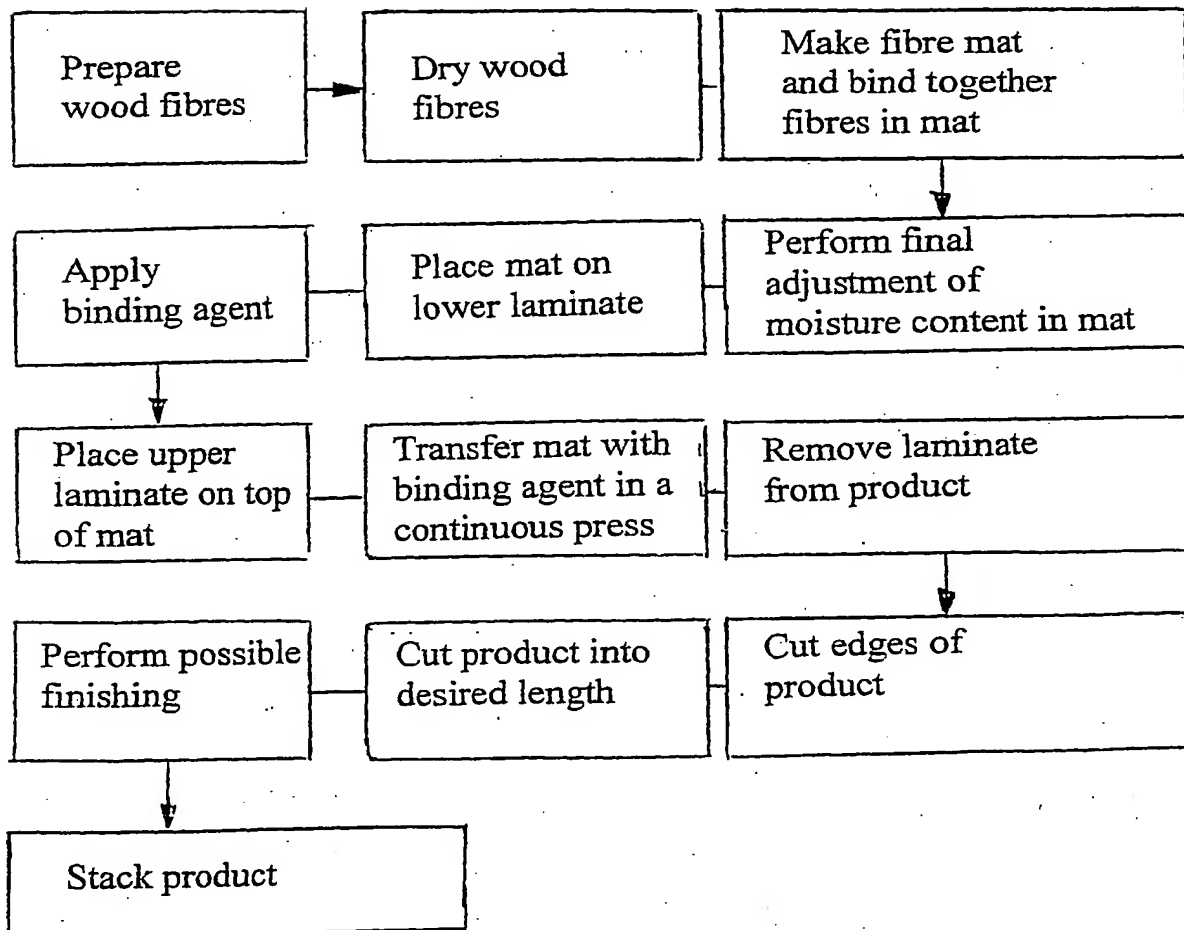 Prepare
wood fibres
Dry wood
fibres
Make fibre mat
and bind together
fibres in mat
Perform final
adjustment of
moisture content in mat
Place mat on
lower laminate
Apply
binding agent
Place upper
laminate on top
of mat
Transfer mat with
binding agent in a
continuous press
Remove laminate
from product
Cut edges of
product
Cut product into
desired length
Perform possible
finishing
Stack product